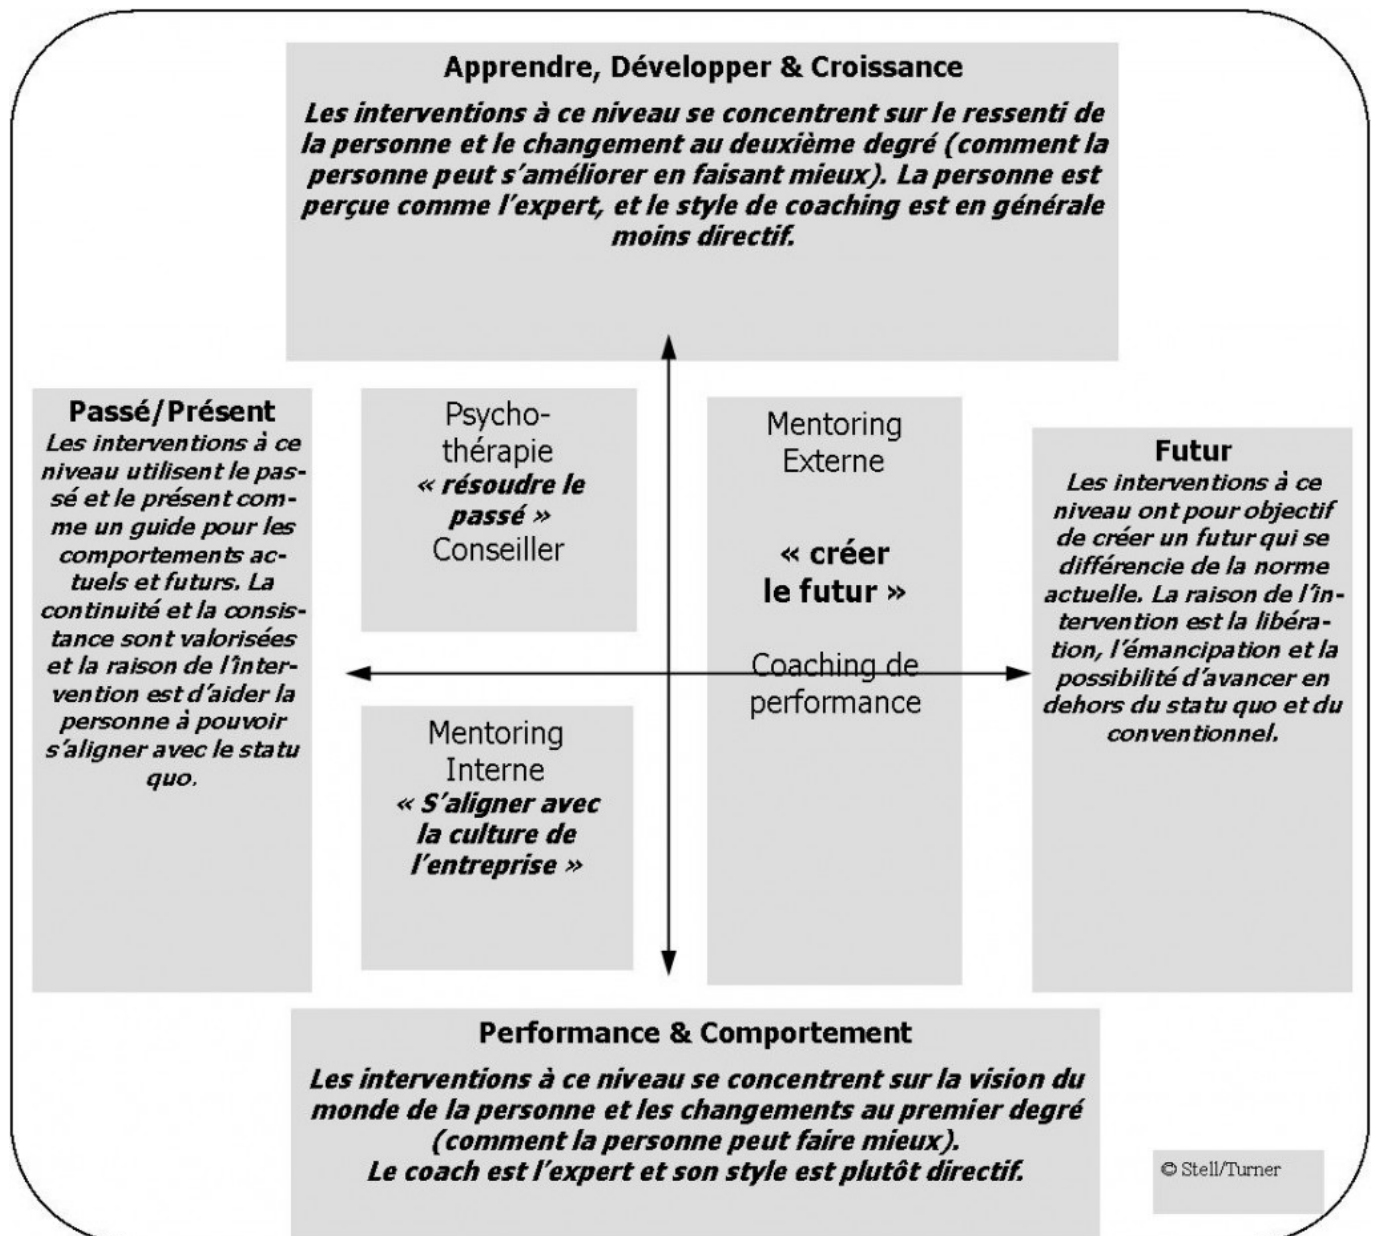 Apprendre, Développer & Croissance
Les interventions à ce niveau se concentrent sur le ressenti de
la personne et le changement au deuxième degré (comment la
personne peut s'améliorer en faisant mieux). La personne est
perçue comme l'expert, et le style de coaching est en générale
moins directif.
Passé/Présent
Les interventions à ce
niveau utilisent le pas-
sé et le présent com-
me un guide pour les
comportements ac-
tuels et futurs. La
continuité et la consis-
tance sont valorisées
et la raison de l'inter-
vention est d'aider la
personne à pouvoir
s'aligner avec le statu
quo.
Psycho-
thérapie
« résoudre le
passé »
Conseiller
Mentoring
Interne
« S'aligner avec
la culture de
l'entreprise »
Mentoring
Externe
« créer
le futur »
Coaching de
performance
Futur
Les interventions à ce
niveau ont pour objectif
de créer un futur qui se
différencie de la norme
actuelle. La raison de l'in-
tervention est la libéra-
tion, l'émancipation et la
possibilité d'avancer en
dehors du statu quo et du
conventionnel.
Performance & Comportement
Les interventions à ce niveau se concentrent sur la vision du
monde de la personne et les changements au premier degré
(comment la personne peut faire mieux).
Le coach est l'expert et son style est plutôt directif.
© Stell/Turner